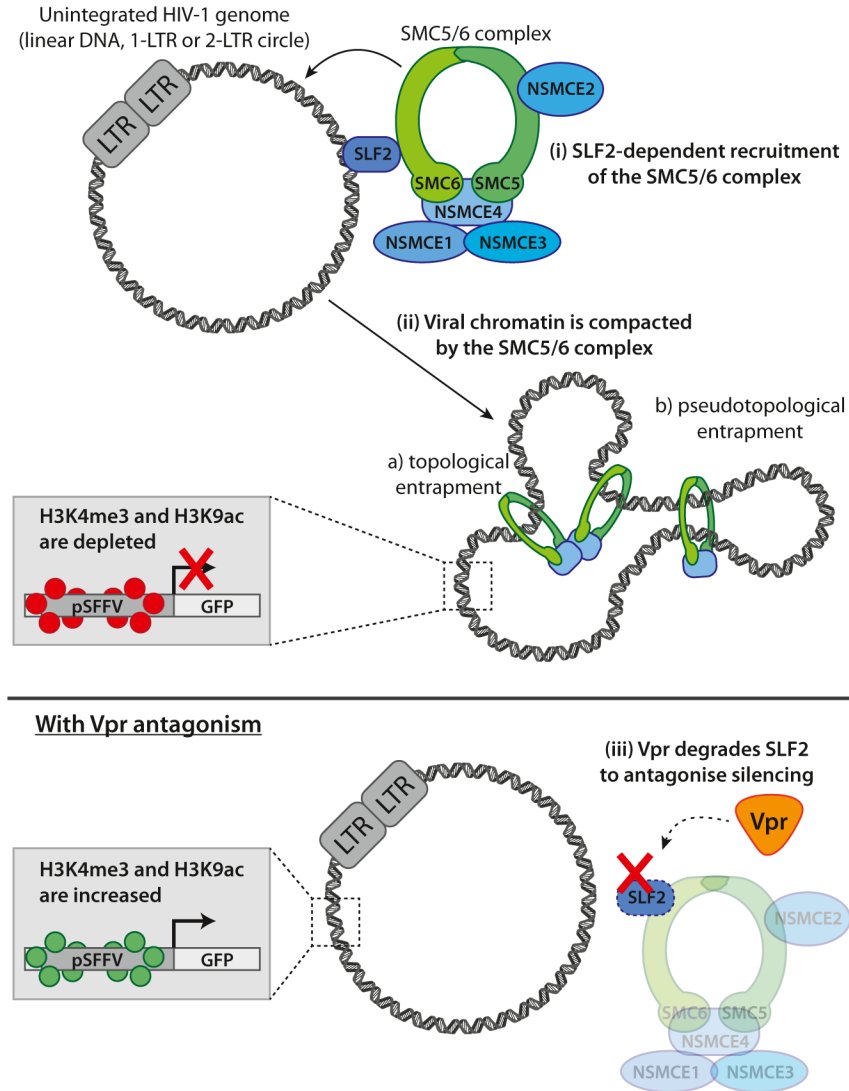 Unintegrated HIV-1 genome
(linear DNA, 1-LTR or 2-LTR circle)
SMC5/6 complex
LTR
LTR
NSMCE2
SLF2
(i) SLF2-dependent recruitment
of the SMC5/6 complex
SMC6
SMC5
NSMCE4
NSMCE1
NSMCE3
(ii) Viral chromatin is compacted
by the SMC5/6 complex
b) pseudotopological
entrapment
a) topological
entrapment
H3K4me3 and H3K9ac
are depleted
pSFFV
GFP
With Vpr antagonism
(iii) Vpr degrades SLF2
to antagonise silencing
LTR
LTR
Vpr
H3K4me3 and H3K9ac
are increased
SLF2
NSMCE2
pSFFV
GFP
SMC6
SMC5
NSMCE4
NSMCE1
NSMCE3